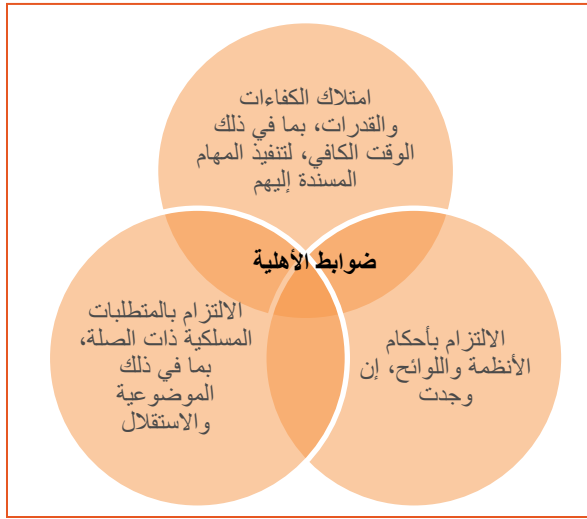 امتلاك الكفاءات
والقدرات، بما في ذلك
الوقت الكافي، لتنفيذ المهام
المسندة إليهم
ضوابط الأهلية
الالتزام بأحكام
الأنظمة واللوائح، إن
وجدت
الالتزام بالمتطلبات
المسلكية ذات الصلة،
بما في ذلك
الموضوعية
والاستقلال